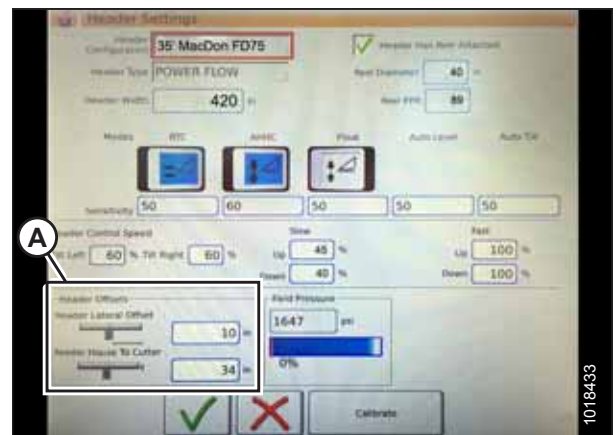 Header Settings
Header Configuration 35' MacDon FD75 Header Has Reel Attached
Header Type POWER FLOW Reel Diameter 40 in
Header Width 420 in Reel PPR 89
Modes RTC AHHC Float Auto Level Auto Tilt
Sensitivity 50 60 50 50 50
Header Control Speed Slow Fast
Tilt Left 60 % Tilt Right 60 % Up 45 % Up 100 %
Down 40 % Down 100 %
A
Header Offsets Field Pressure
Header Lateral Offset 10 in 1647 psi
Feeder House To Cutter 34 in 0%
Calibrate
1018433